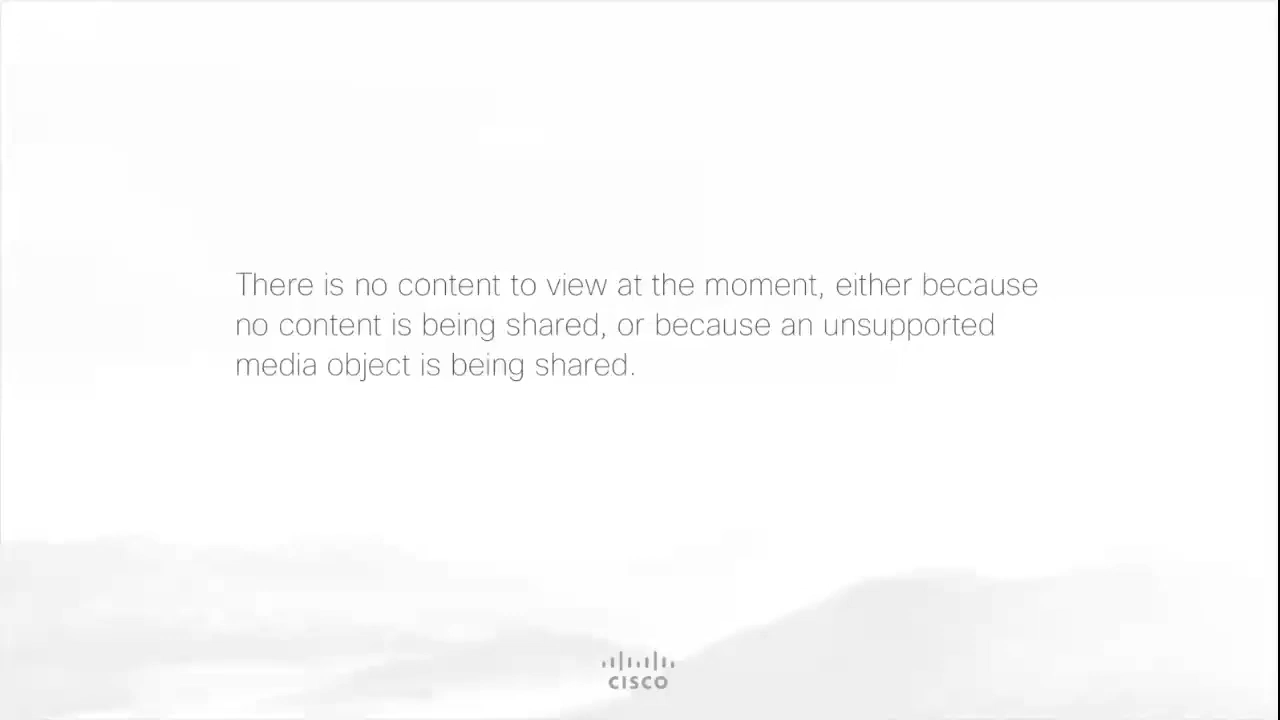 There is no content to view at the moment, either because
no content is being shared, or because an unsupported
media object is being shared.
CISCO